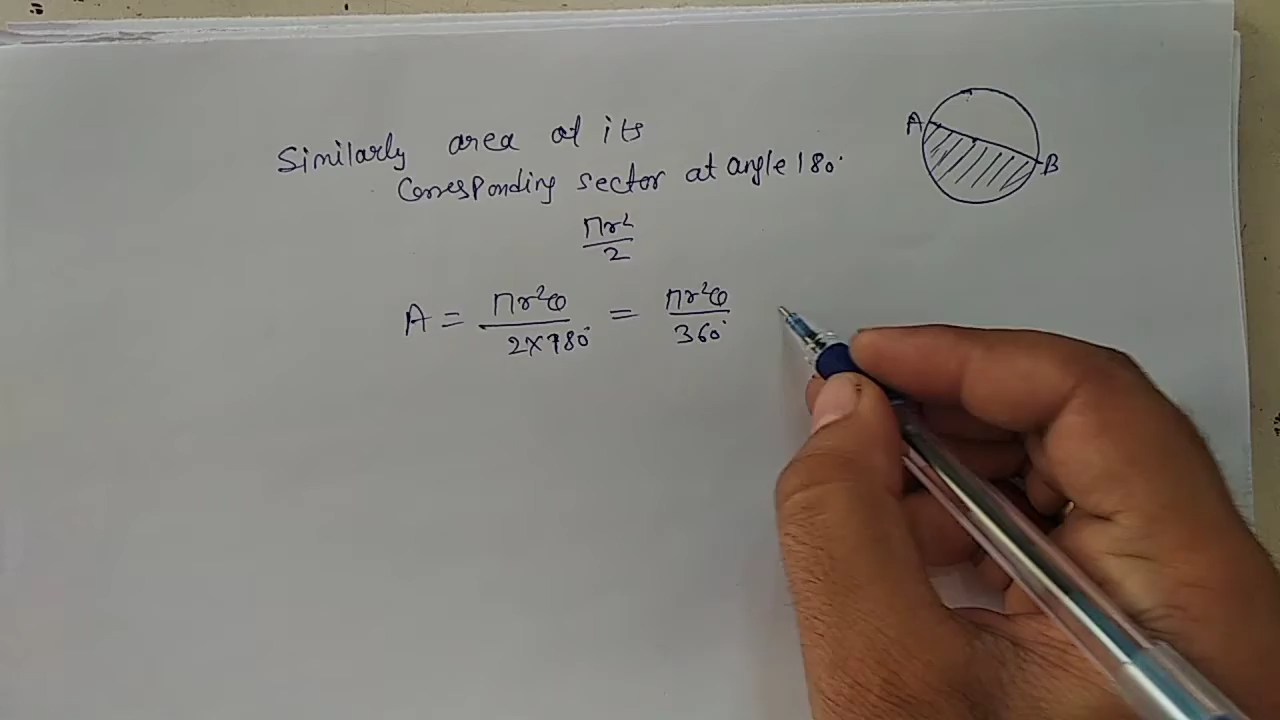 Similarly area of its
Corresponding sector at angle 180°
πr²/2
A = πr²θ/2×180° = πr²θ/360°
A
B